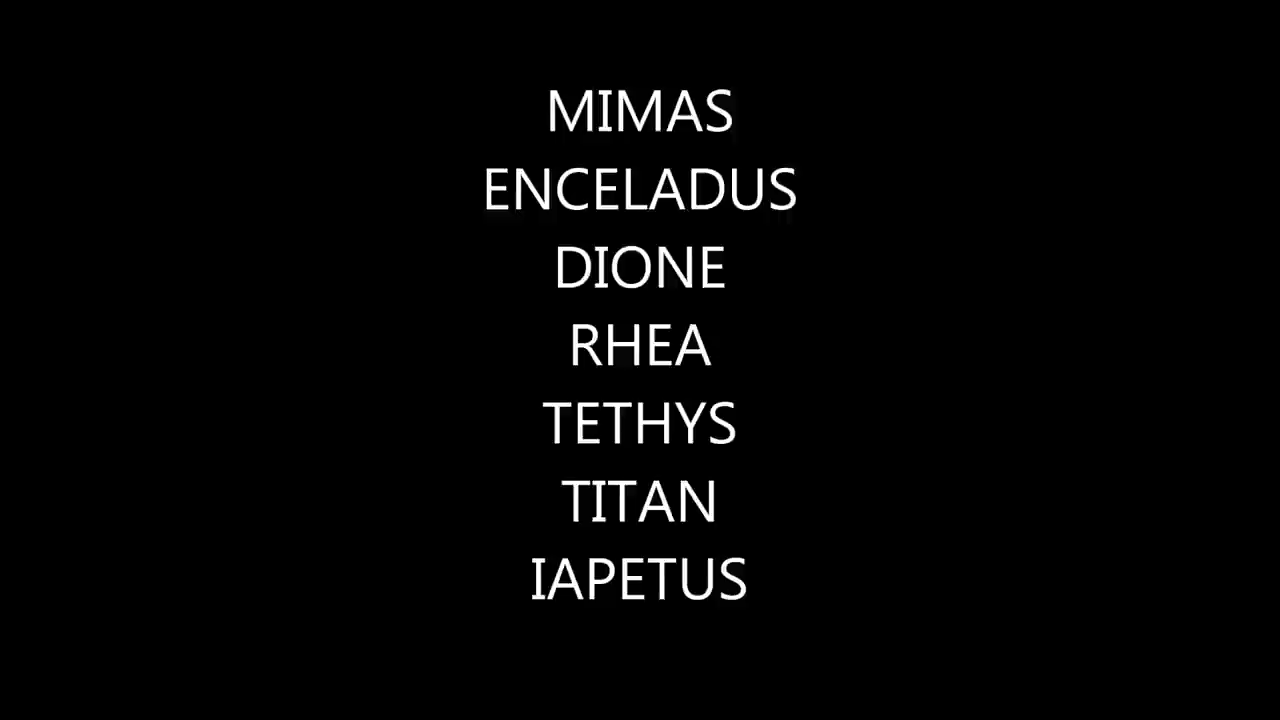 MIMAS
ENCELADUS
DIONE
RHEA
TETHYS
TITAN
IAPETUS